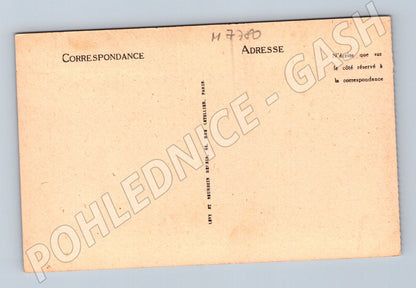 M 7780
CORRESPONDANCE
ADRESSE
N'écrire que sur
le côté réservé à
la correspondance
LEVY ET NEURDEIN RÉUNIS, 44, RUE LETELLIER, PARIS
POHLEDNICE - GASH